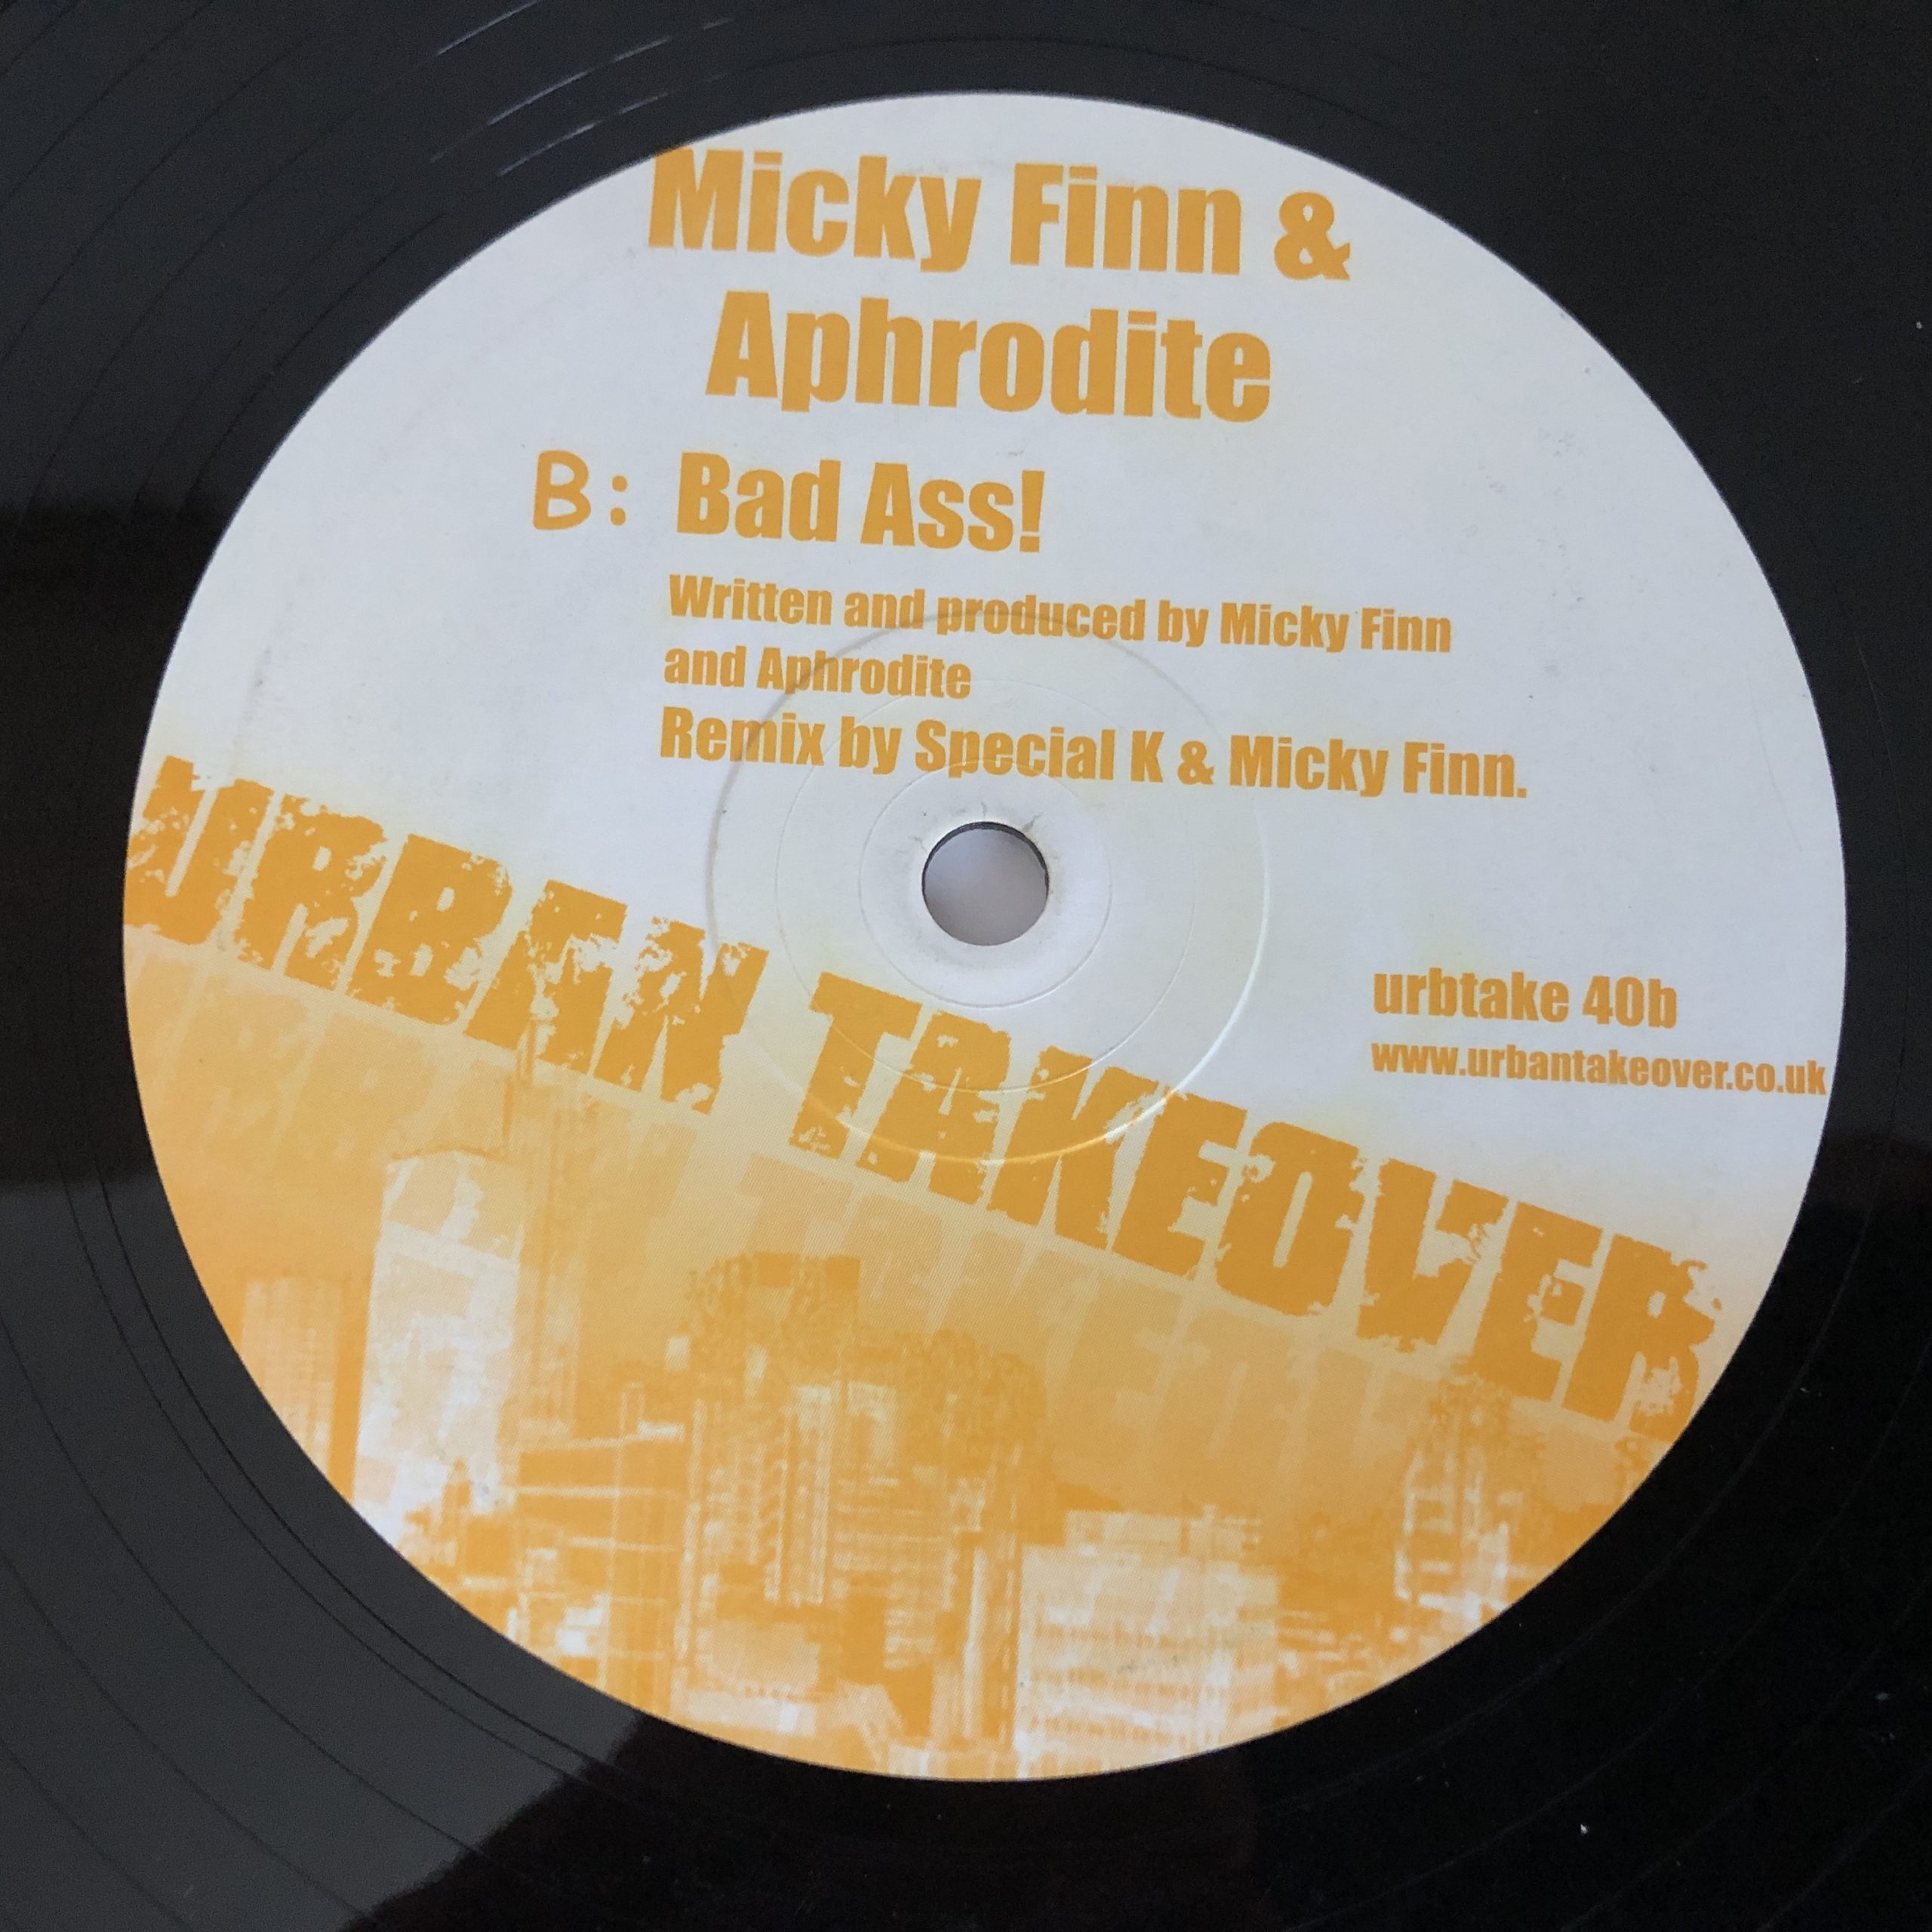 Micky Finn &
Aphrodite
B: Bad Ass!
Written and produced by Micky Finn
and Aphrodite
Remix by Special K & Micky Finn.
URBAN TAKEOVER
urbtake 40b
www.urbantakeover.co.uk